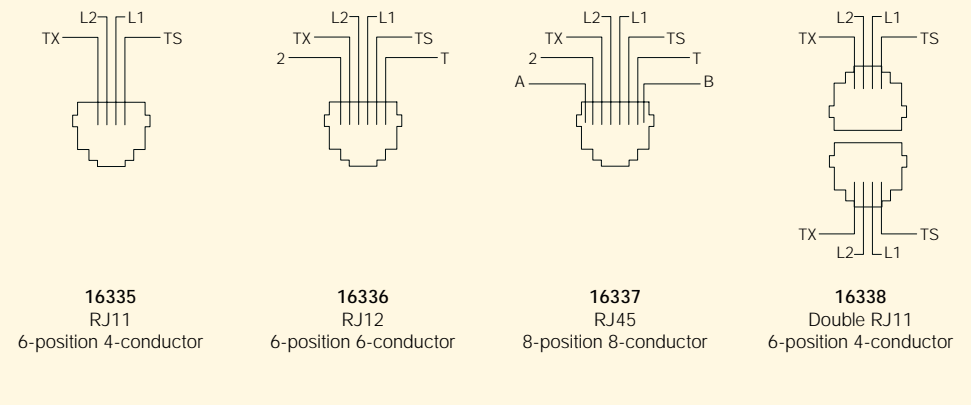 L2 L1
TX TS
L2 L1
TX TS
2 T
L2 L1
TX TS
2 T
A B
L2 L1
TX TS
TX TS
L2 L1
16335
RJ11
6-position 4-conductor
16336
RJ12
6-position 6-conductor
16337
RJ45
8-position 8-conductor
16338
Double RJ11
6-position 4-conductor